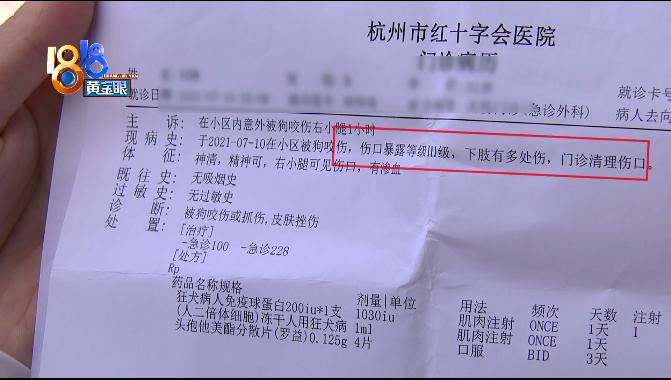 1818
黄金眼
杭州市红十字会医院
门诊病历
就诊卡号
就诊日
(急诊外科)
病人去向
主 诉: 在小区内意外被狗咬伤右小腿1小时
现 病 史: 于2021-07-10在小区被狗咬伤, 伤口暴露等级III级, 下肢有多处伤, 门诊清理伤口。
神清, 精神可, 右小腿可见伤口, 有渗血
既 往 史: 无吸烟史
过 敏 史: 无过敏史
诊 断: 被狗咬伤或抓伤,皮肤挫伤
处 置: [治疗]
-急诊100 -急诊228
[处方]
Rp
药品名称规格 剂量|单位 用法 频次 天数 注射
狂犬病人免疫球蛋白200iu*1支 1030iu 肌肉注射 ONCE 1天 1
(人二倍体细胞)冻干人用狂犬病 1ml 肌肉注射 ONCE 1天
头孢他美酯分散片(罗益)0.125g 4片 口服 BID 3天